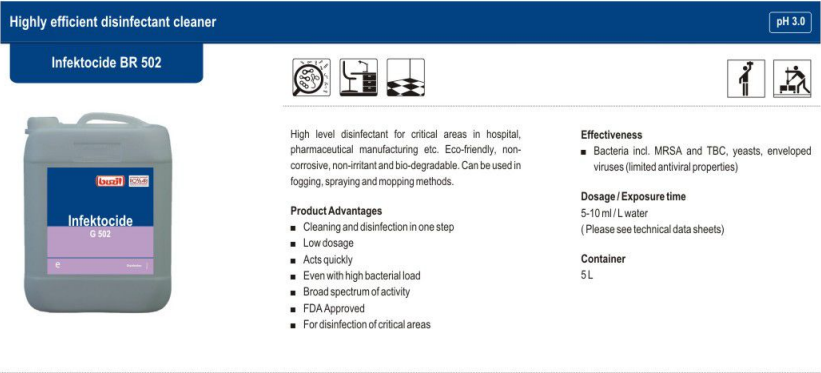 Highly efficient disinfectant cleaner
pH 3.0
Infektocide BR 502
buzil
Infektocide
G 502
High level disinfectant for critical areas in hospital,
pharmaceutical manufacturing etc. Eco-friendly, non-
corrosive, non-irritant and bio-degradable. Can be used in
fogging, spraying and mopping methods.
Product Advantages
■ Cleaning and disinfection in one step
■ Low dosage
■ Acts quickly
■ Even with high bacterial load
■ Broad spectrum of activity
■ FDA Approved
■ For disinfection of critical areas
Effectiveness
■ Bacteria incl. MRSA and TBC, yeasts, enveloped
viruses (limited antiviral properties)
Dosage / Exposure time
5-10 ml / L water
( Please see technical data sheets)
Container
5 L